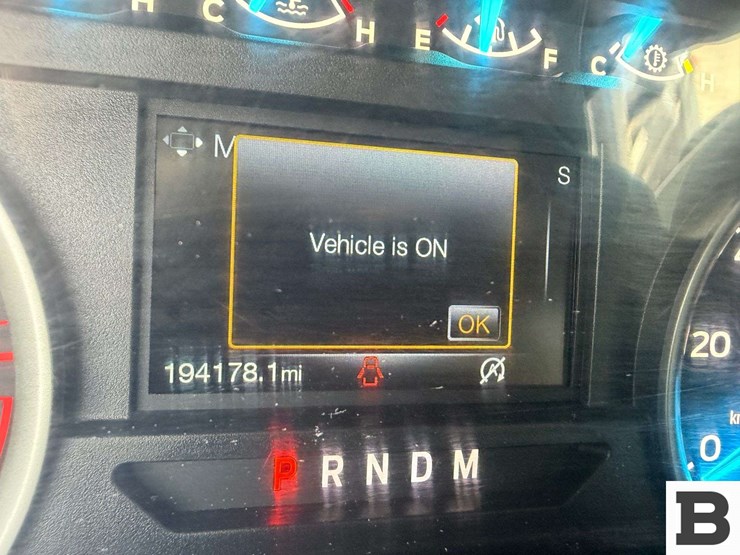 H C H E F C H
M
S
Vehicle is ON
OK
194178.1mi
20
0
P R N D M
B